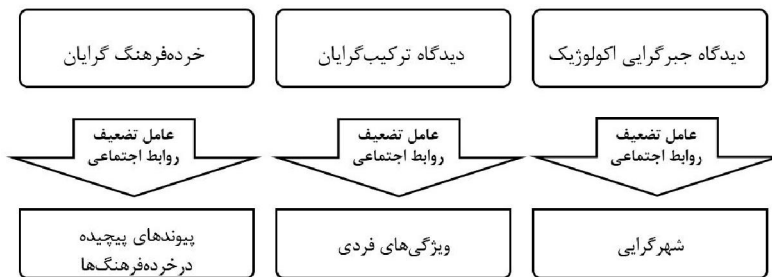 دیدگاه جبرگرایی اکولوژیک
دیدگاه ترکیب‌گرایان
خرده‌فرهنگ گرایان
عامل تضعیف
روابط اجتماعی
عامل تضعیف
روابط اجتماعی
عامل تضعیف
روابط اجتماعی
شهرگرایی
ویژگی‌های فردی
پیوندهای پیچیده
درخرده‌فرهنگ‌ها